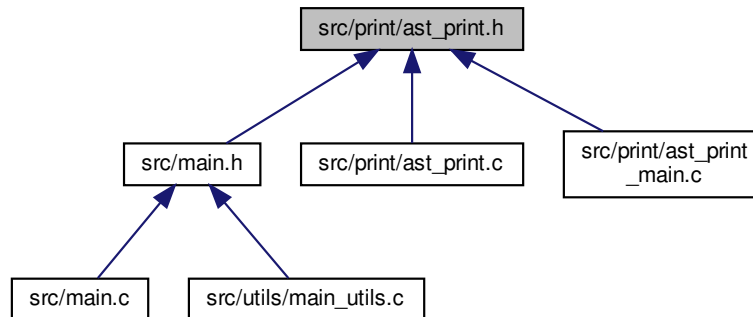 src/print/ast_print.h
src/main.h
src/print/ast_print.c
src/print/ast_print
_main.c
src/main.c
src/utils/main_utils.c